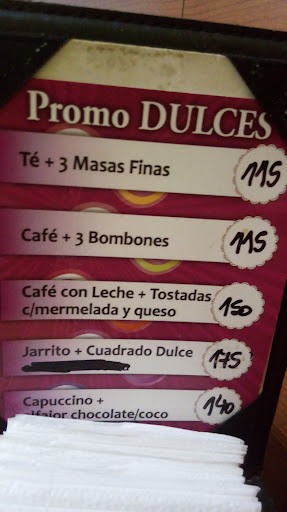 Promo DULCES
Té + 3 Masas Finas 115
Café + 3 Bombones 115
Café con Leche + Tostadas
c/mermelada y queso 150
Jarrito + Cuadrado Dulce 175
Capuccino + 140
chocolate/coco